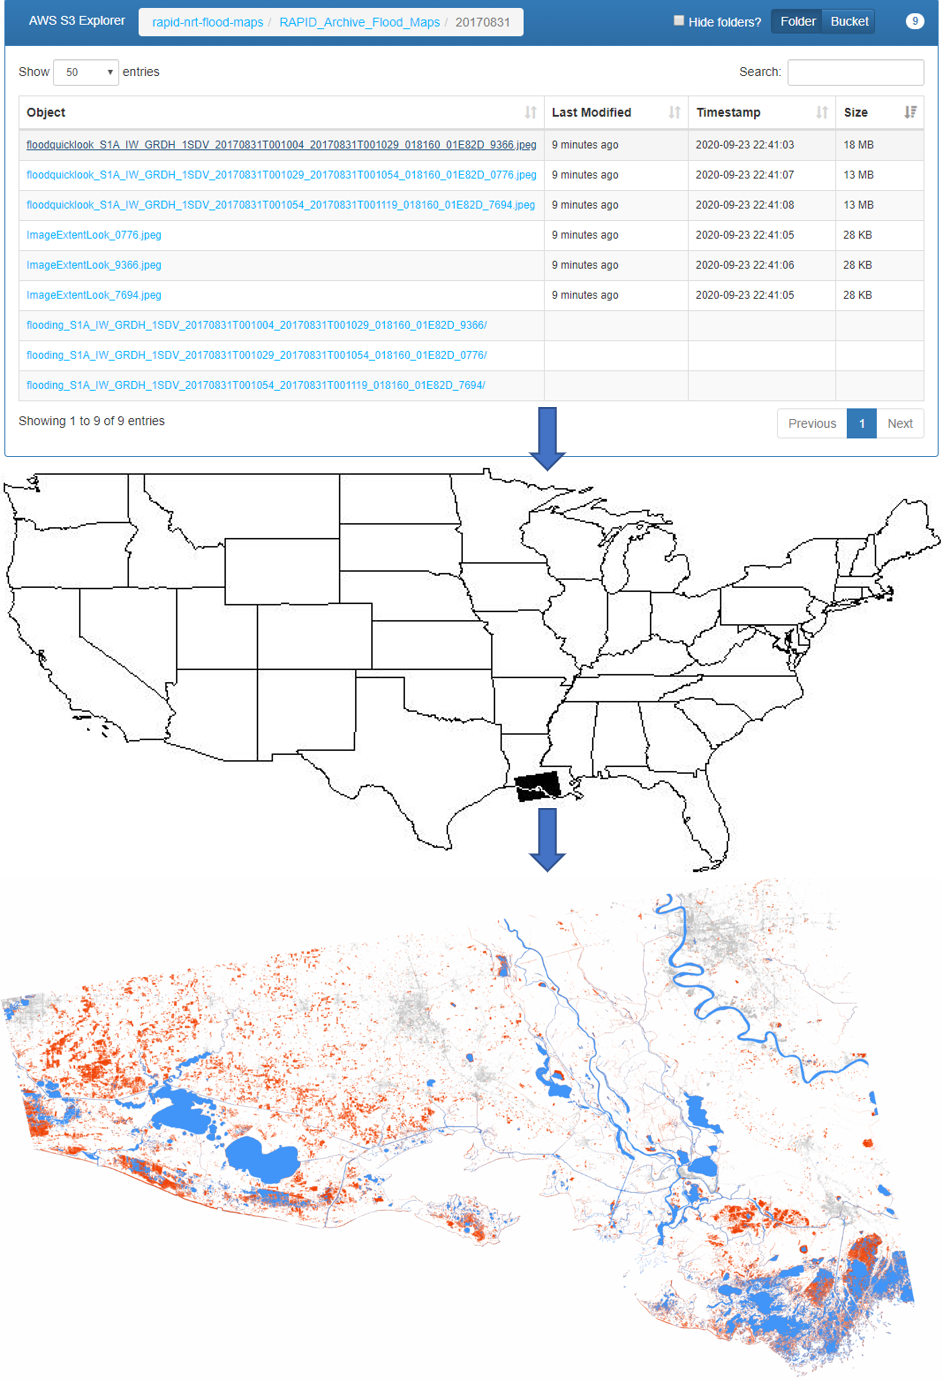 AWS S3 Explorer rapid-nrt-flood-maps / RAPID_Archive_Flood_Maps / 20170831 Hide folders? Folder Bucket 9
Show 50 entries Search:
Object Last Modified Timestamp Size
floodquicklook_S1A_IW_GRDH_1SDV_20170831T001004_20170831T001029_018160_01E82D_9366.jpeg 9 minutes ago 2020-09-23 22:41:03 18 MB
floodquicklook_S1A_IW_GRDH_1SDV_20170831T001029_20170831T001054_018160_01E82D_0776.jpeg 9 minutes ago 2020-09-23 22:41:07 13 MB
floodquicklook_S1A_IW_GRDH_1SDV_20170831T001054_20170831T001119_018160_01E82D_7694.jpeg 9 minutes ago 2020-09-23 22:41:08 13 MB
ImageExtentLook_0776.jpeg 9 minutes ago 2020-09-23 22:41:05 28 KB
ImageExtentLook_9366.jpeg 9 minutes ago 2020-09-23 22:41:06 28 KB
ImageExtentLook_7694.jpeg 9 minutes ago 2020-09-23 22:41:05 28 KB
flooding_S1A_IW_GRDH_1SDV_20170831T001004_20170831T001029_018160_01E82D_9366/
flooding_S1A_IW_GRDH_1SDV_20170831T001029_20170831T001054_018160_01E82D_0776/
flooding_S1A_IW_GRDH_1SDV_20170831T001054_20170831T001119_018160_01E82D_7694/
Showing 1 to 9 of 9 entries Previous 1 Next